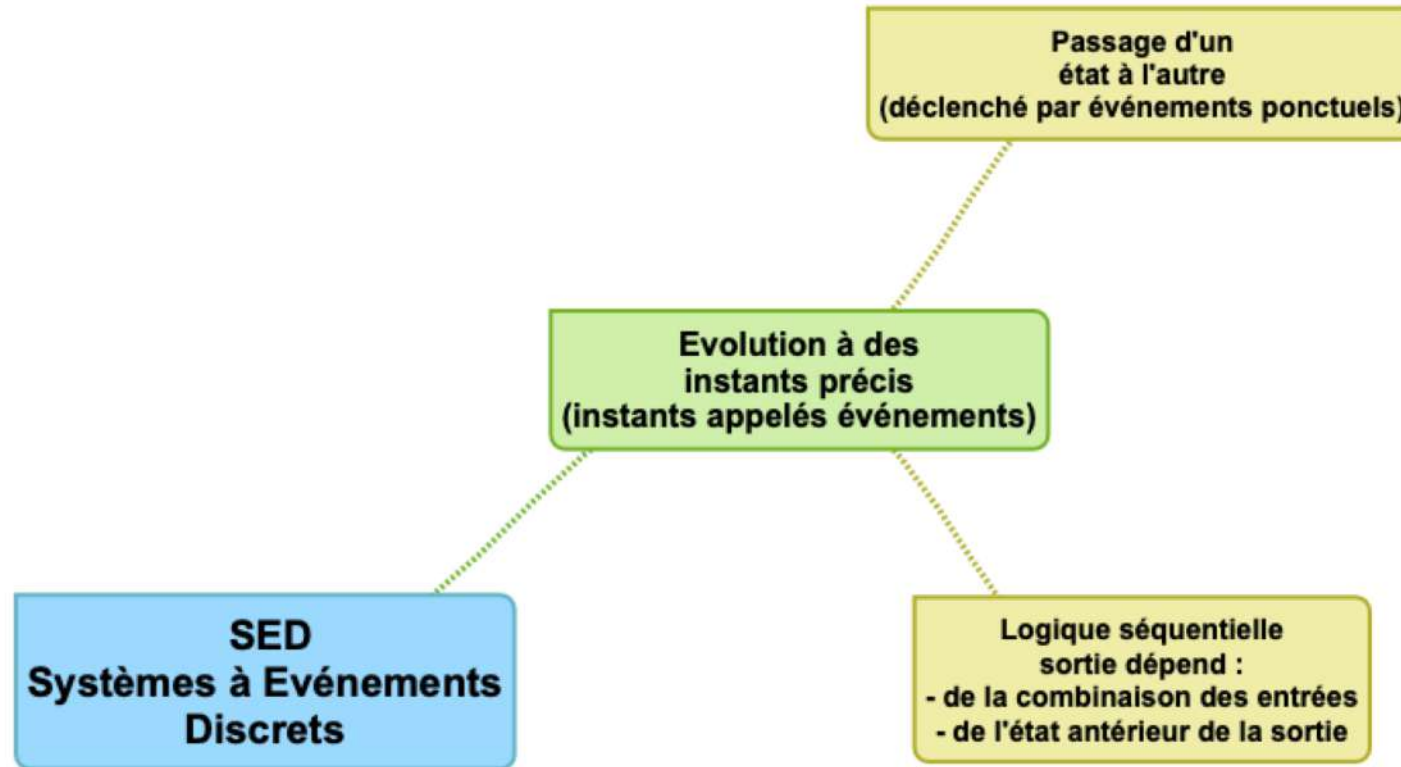 Passage d'un
état à l'autre
(déclenché par événements ponctuels)
Evolution à des
instants précis
(instants appelés événements)
SED
Systèmes à Evénements
Discrets
Logique séquentielle
sortie dépend :
- de la combinaison des entrées
- de l'état antérieur de la sortie